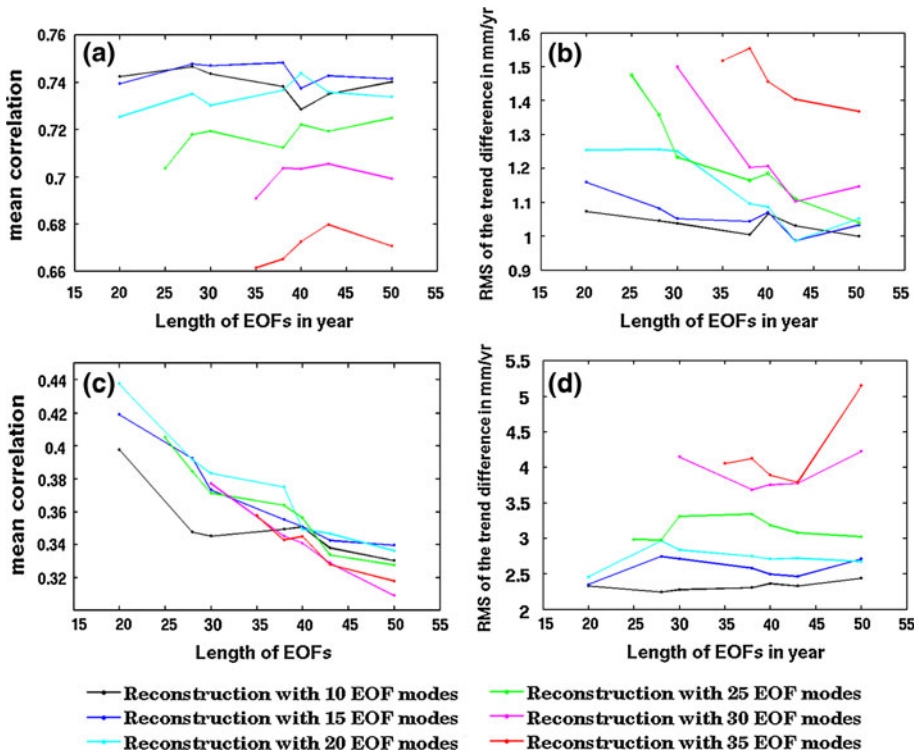 (a)
0.76
0.74
0.72
0.7
0.68
0.66
mean correlation
15 20 25 30 35 40 45 50 55
Length of EOFs in year
(b)
1.6
1.5
1.4
1.3
1.2
1.1
1
0.9
RMS of the trend difference in mm/yr
15 20 25 30 35 40 45 50 55
Length of EOFs in year
(c)
0.44
0.42
0.4
0.38
0.36
0.34
0.32
mean correlation
15 20 25 30 35 40 45 50 55
Length of EOFs
(d)
5.5
5
4.5
4
3.5
3
2.5
2
RMS of the trend difference in mm/yr
15 20 25 30 35 40 45 50 55
Length of EOFs in year
Reconstruction with 10 EOF modes
Reconstruction with 15 EOF modes
Reconstruction with 20 EOF modes
Reconstruction with 25 EOF modes
Reconstruction with 30 EOF modes
Reconstruction with 35 EOF modes